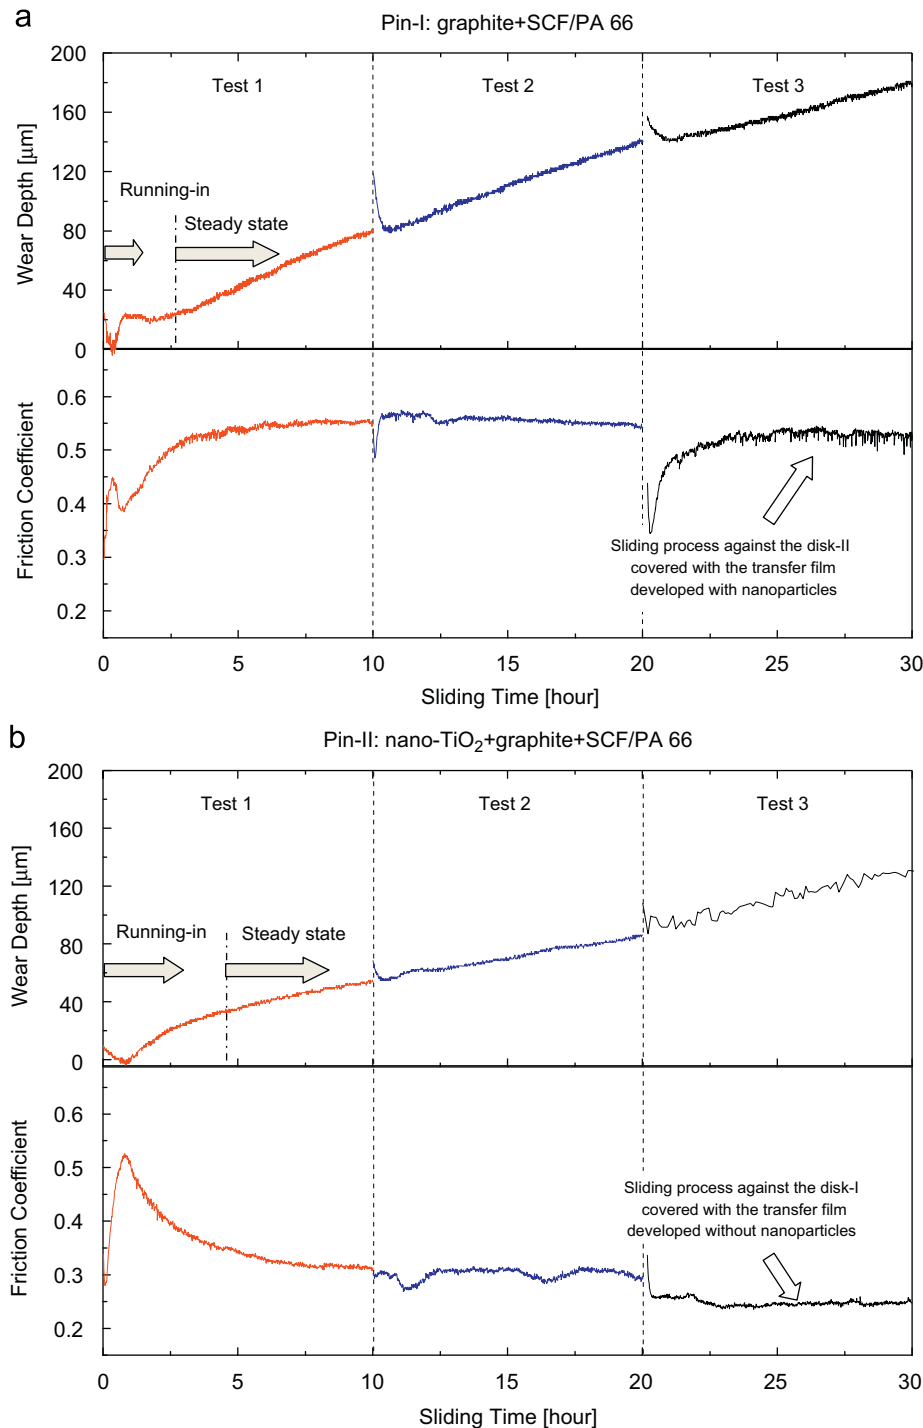 a
Pin-I: graphite+SCF/PA 66
200
160
120
80
40
0
Wear Depth [µm]
Test 1
Test 2
Test 3
Running-in
Steady state
0.6
0.5
0.4
0.3
0.2
Friction Coefficient
Sliding process against the disk-II
covered with the transfer film
developed with nanoparticles
0 5 10 15 20 25 30
Sliding Time [hour]
b
Pin-II: nano-TiO₂+graphite+SCF/PA 66
200
160
120
80
40
0
Wear Depth [µm]
Test 1
Test 2
Test 3
Running-in
Steady state
0.6
0.5
0.4
0.3
0.2
Friction Coefficient
Sliding process against the disk-I
covered with the transfer film
developed without nanoparticles
0 5 10 15 20 25 30
Sliding Time [hour]